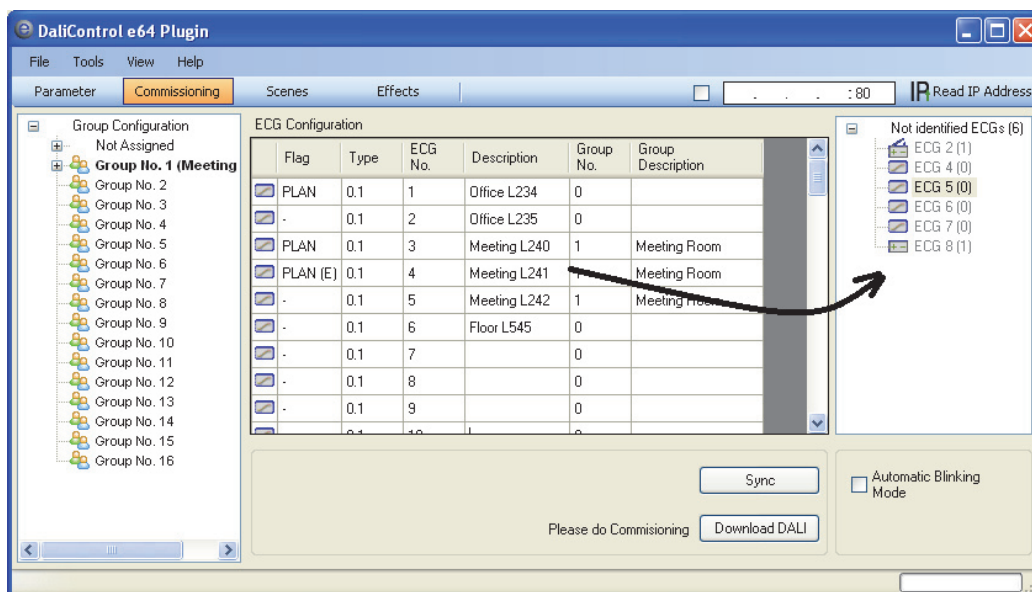 DaliControl e64 Plugin
File Tools View Help
Parameter Commissioning Scenes Effects . . . : 80 IP Read IP Address
Group Configuration
Not Assigned
Group No. 1 (Meeting
Group No. 2
Group No. 3
Group No. 4
Group No. 5
Group No. 6
Group No. 7
Group No. 8
Group No. 9
Group No. 10
Group No. 11
Group No. 12
Group No. 13
Group No. 14
Group No. 15
Group No. 16
ECG Configuration
Flag Type ECG No. Description Group No. Group Description
PLAN 0.1 1 Office L234 0
- 0.1 2 Office L235 0
PLAN 0.1 3 Meeting L240 1 Meeting Room
PLAN (E) 0.1 4 Meeting L241 Meeting Room
- 0.1 5 Meeting L242 1 Meeting Room
- 0.1 6 Floor L545 0
- 0.1 7 0
- 0.1 8 0
- 0.1 9 0
- 0.1 10 0
Not identified ECGs (6)
ECG 2 (1)
ECG 4 (0)
ECG 5 (0)
ECG 6 (0)
ECG 7 (0)
ECG 8 (1)
Sync
Please do Commisioning Download DALI
Automatic Blinking
Mode